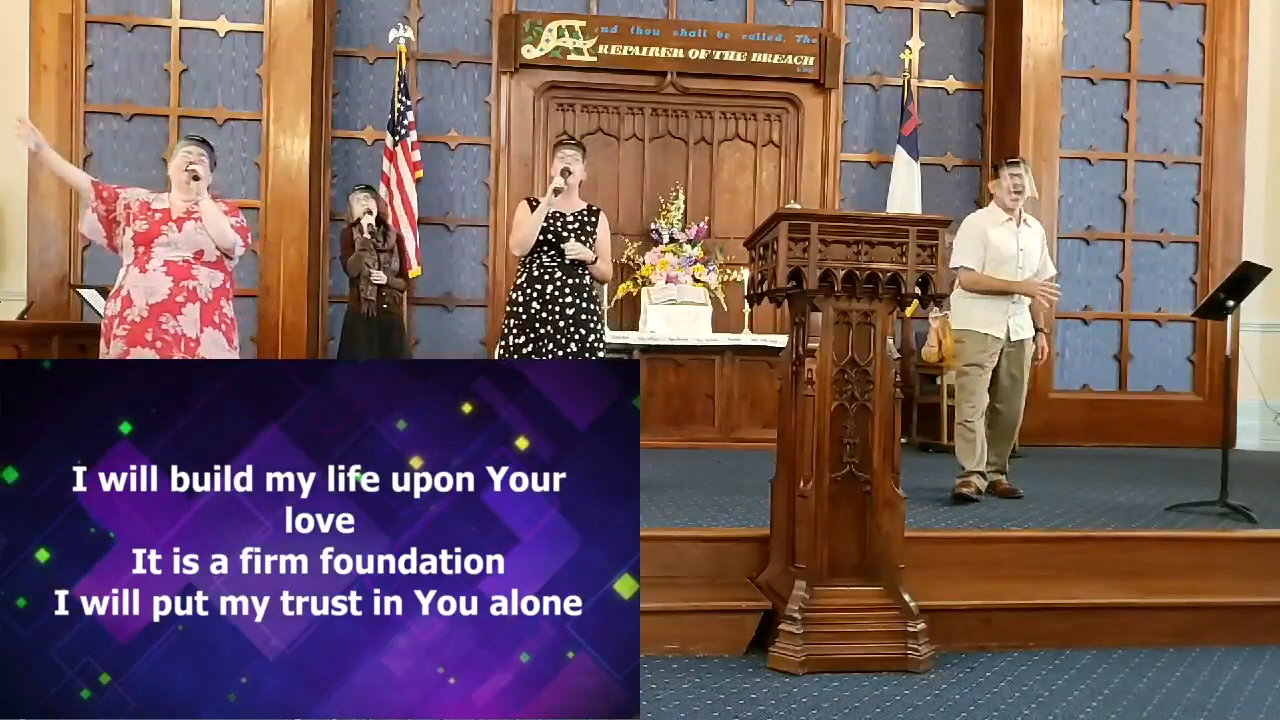 And thou shall be called, The
REPAIRER OF THE BREACH
I will build my life upon Your
love
It is a firm foundation
I will put my trust in You alone